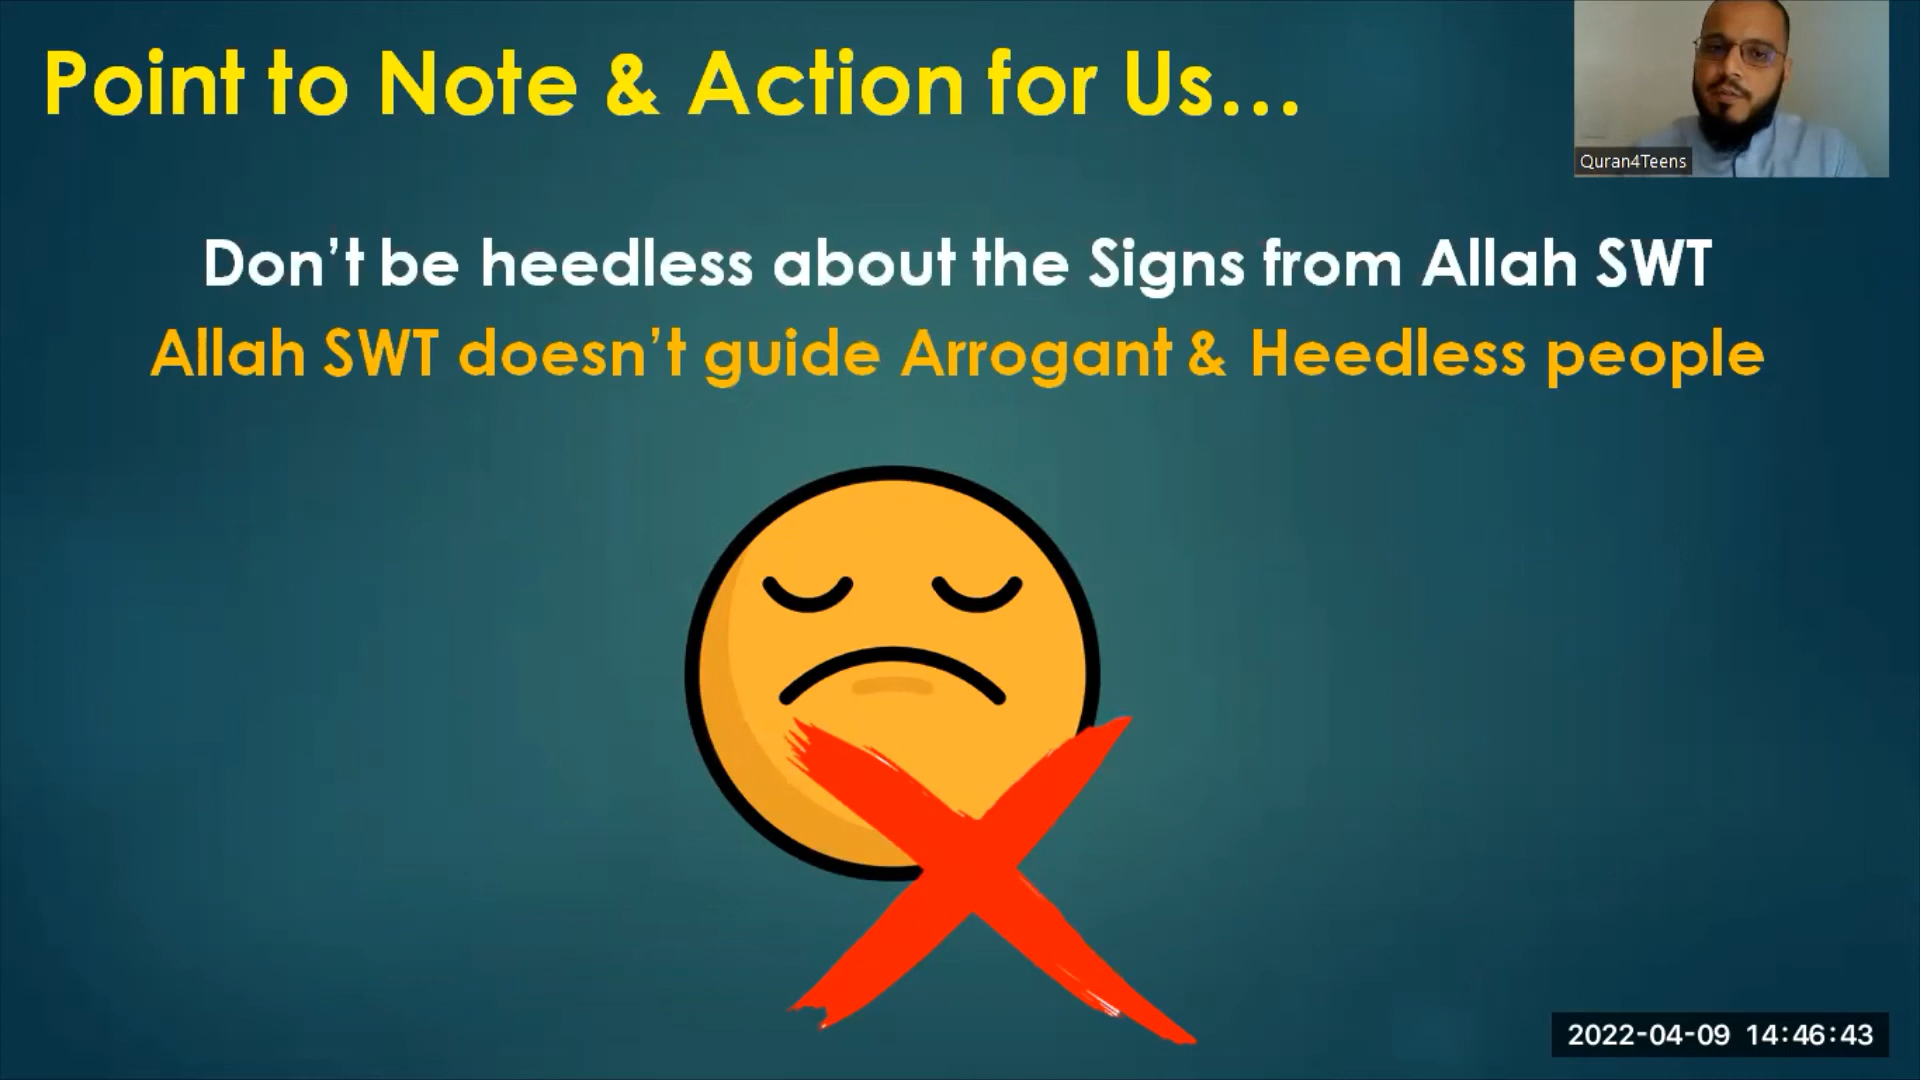 Point to Note & Action for Us...
Quran4Teens
Don't be heedless about the Signs from Allah SWT
Allah SWT doesn't guide Arrogant & Heedless people
2022-04-09 14:46:43